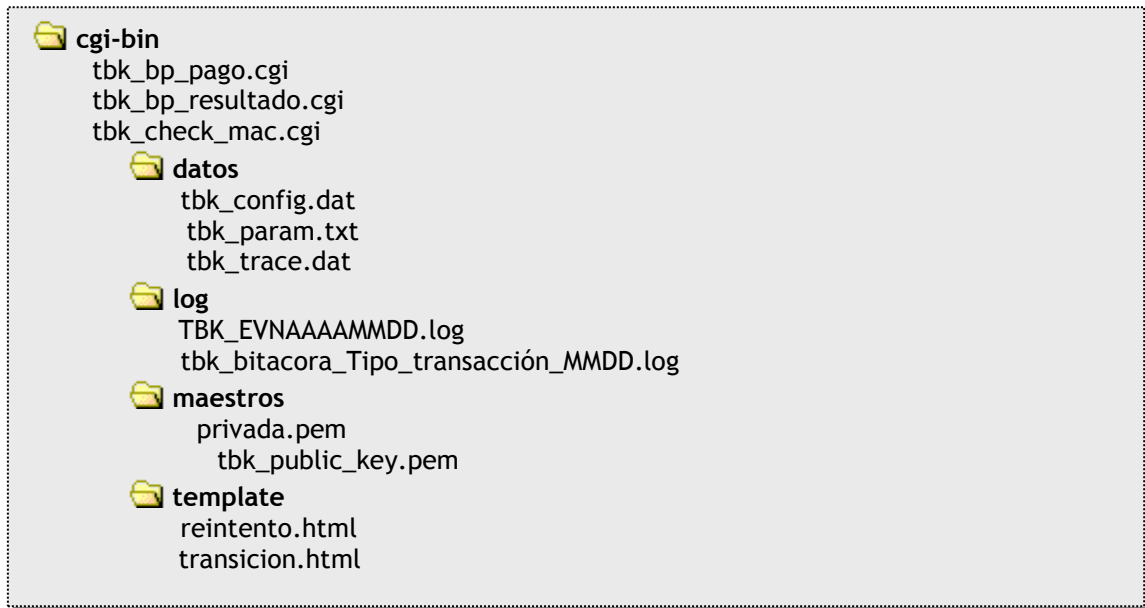 cgi-bin
tbk_bp_pago.cgi
tbk_bp_resultado.cgi
tbk_check_mac.cgi
datos
tbk_config.dat
tbk_param.txt
tbk_trace.dat
log
TBK_EVNAAAAMMDD.log
tbk_bitacora_Tipo_transacción_MMDD.log
maestros
privada.pem
tbk_public_key.pem
template
reintento.html
transicion.html